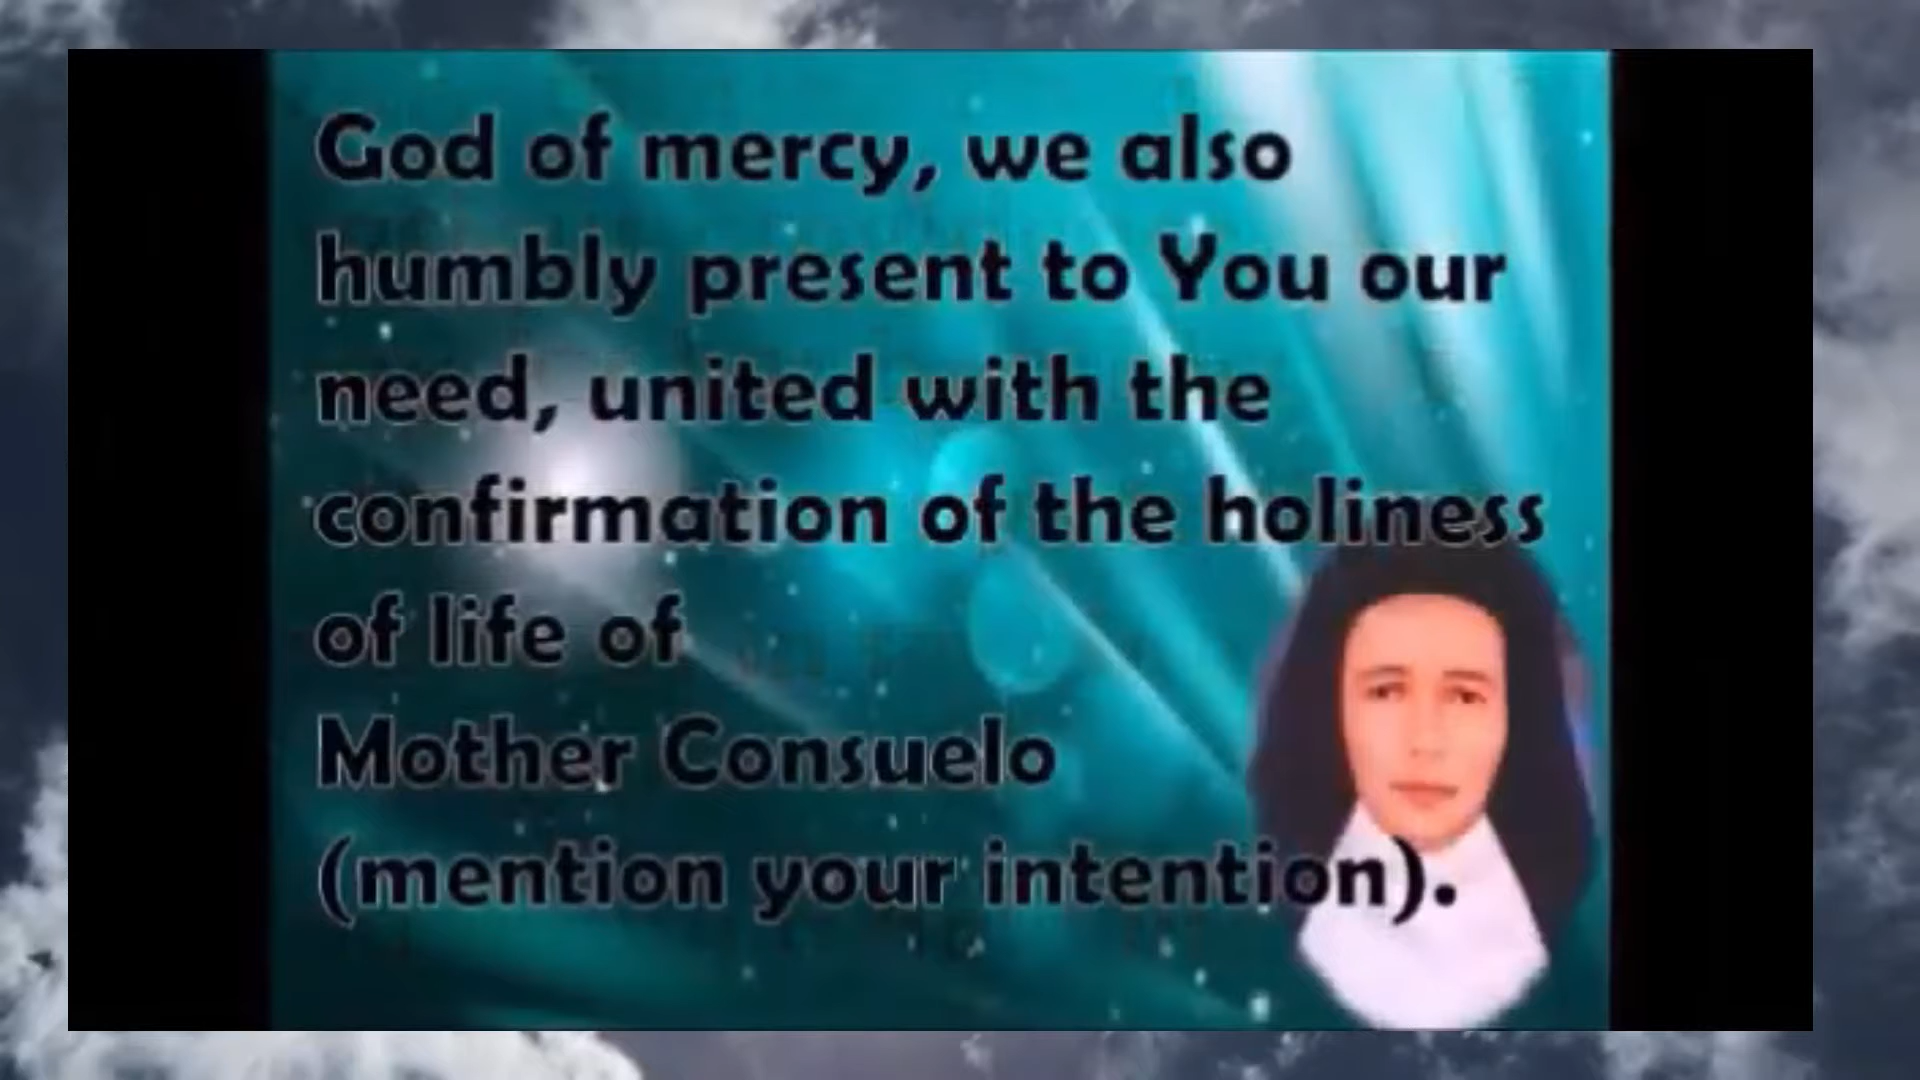 God of mercy, we also
humbly present to You our
need, united with the
confirmation of the holiness
of life of
Mother Consuelo
(mention your intention).